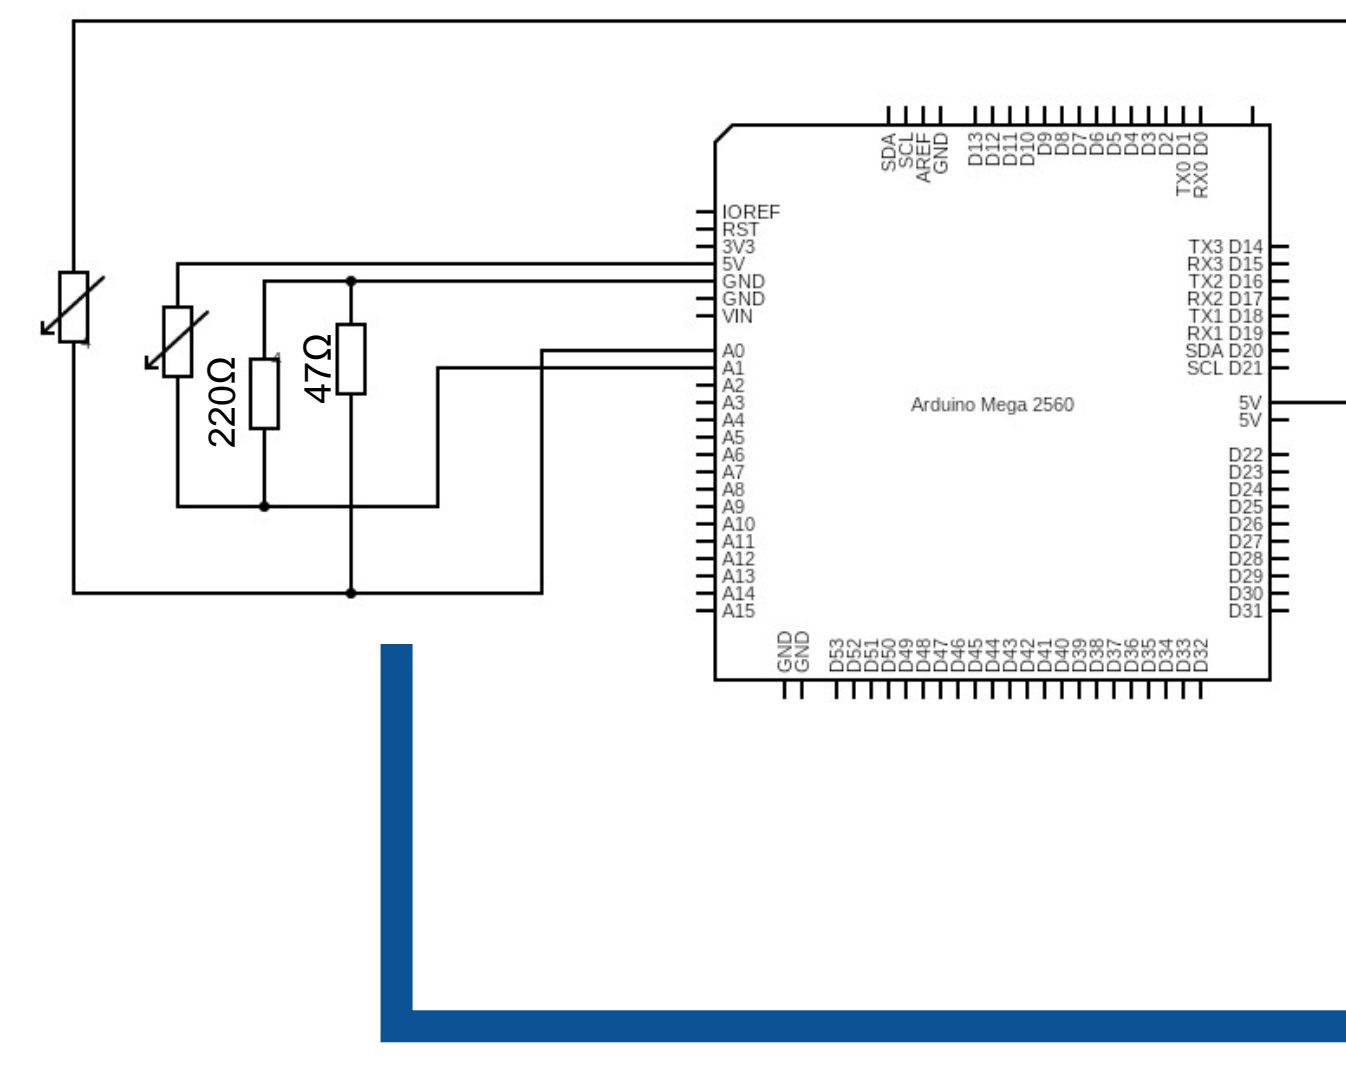 SDA
SCL
AREF
GND
D13
D12
D11
D10
D9
D8
D7
D6
D5
D4
D3
D2
TX0 D1
RX0 D0
IOREF
RST
3V3
5V
GND
GND
VIN
A0
A1
A2
A3
A4
A5
A6
A7
A8
A9
A10
A11
A12
A13
A14
A15
220Ω
47Ω
Arduino Mega 2560
TX3 D14
RX3 D15
TX2 D16
RX2 D17
TX1 D18
RX1 D19
SDA D20
SCL D21
5V
5V
D22
D23
D24
D25
D26
D27
D28
D29
D30
D31
GND
GND
D53
D52
D51
D50
D49
D48
D47
D46
D45
D44
D43
D42
D41
D40
D39
D38
D37
D36
D35
D34
D33
D32